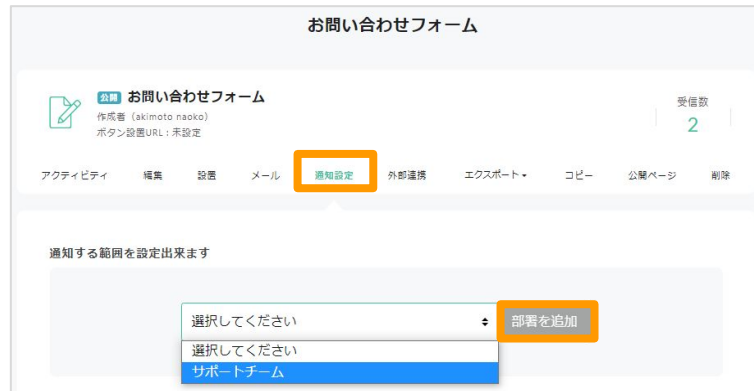 お問い合わせフォーム
公開 お問い合わせフォーム
作成者 (akimoto naoko)
ボタン設置URL：未設定
受信数
2
アクティビティ 編集 設置 メール 通知設定 外部連携 エクスポート▾ コピー 公開ページ 削除
通知する範囲を設定出来ます
選択してください 部署を追加
選択してください
サポートチーム